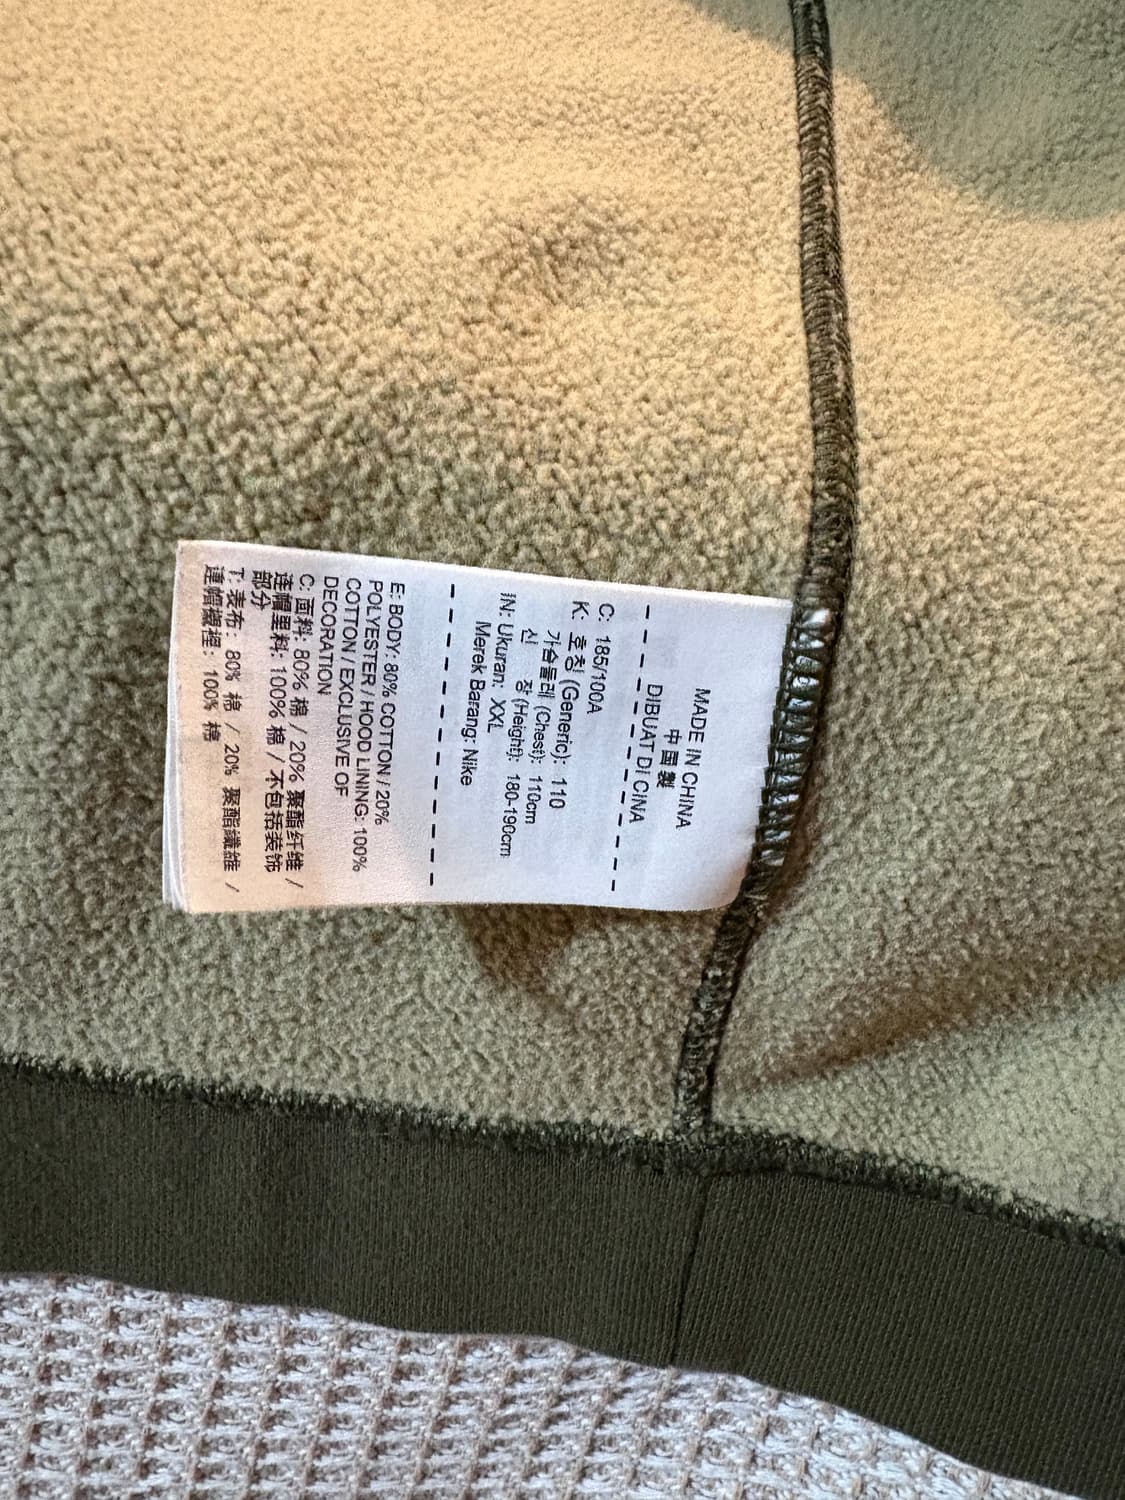 MADE IN CHINA
中国製
DIBUAT DI CINA
C: 185/100A
K: 호칭 (Generic): 110
가슴둘레 (Chest): 110cm
신 장 (Height): 180-190cm
IN: Ukuran: XXL
Merek Barang: Nike
E: BODY: 80% COTTON / 20%
POLYESTER / HOOD LINING: 100%
COTTON / EXCLUSIVE OF
DECORATION
C: 面料: 80% 棉 / 20% 聚酯纤维 /
连帽里料: 100% 棉 / 不包括装饰
部分
T: 表布: 80% 棉 / 20% 聚酯纖維 /
連帽襯裡: 100% 棉